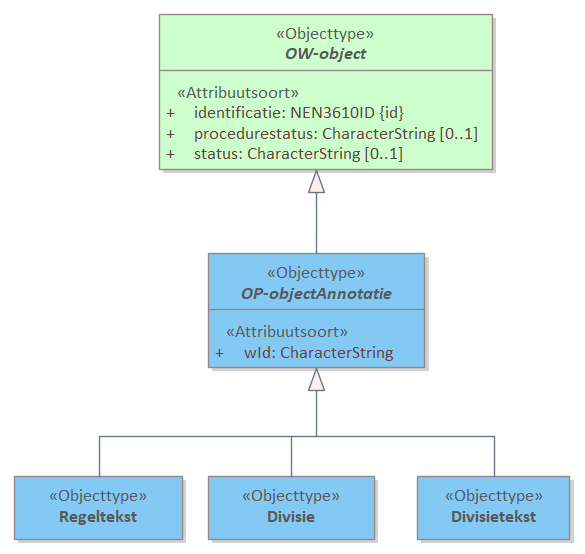 «Objecttype»
OW-object
«Attribuutsoort»
+ identificatie: NEN3610ID {id}
+ procedurestatus: CharacterString [0..1]
+ status: CharacterString [0..1]
«Objecttype»
OP-objectAnnotatie
«Attribuutsoort»
+ wId: CharacterString
«Objecttype»
Regeltekst
«Objecttype»
Divisie
«Objecttype»
Divisietekst